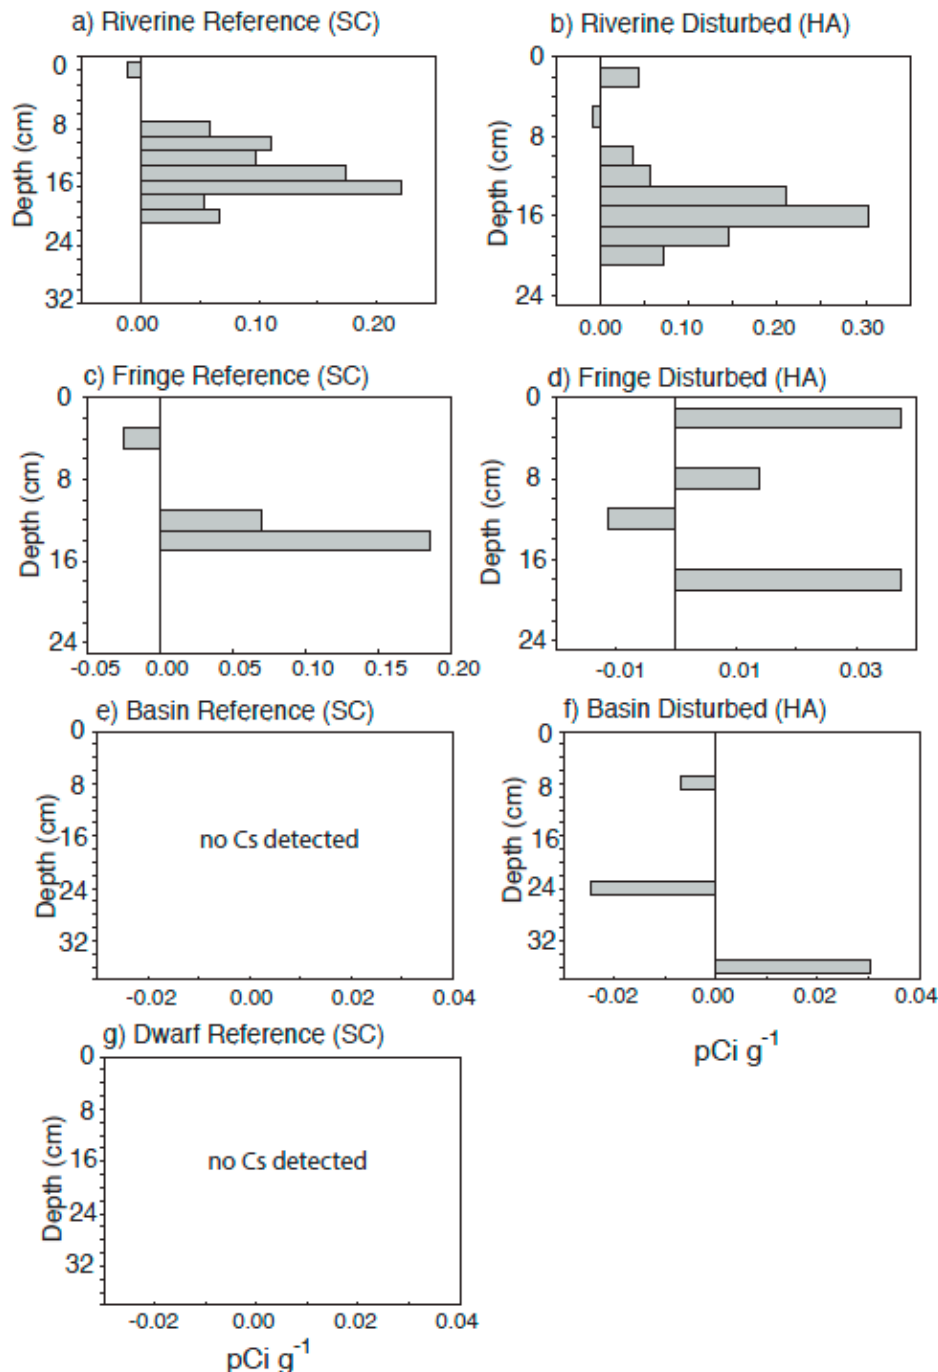 a) Riverine Reference (SC)
0
8
16
24
32
Depth (cm)
0.00 0.10 0.20
b) Riverine Disturbed (HA)
0
8
16
24
Depth (cm)
0.00 0.10 0.20 0.30
c) Fringe Reference (SC)
0
8
16
24
Depth (cm)
-0.05 0.00 0.05 0.10 0.15 0.20
d) Fringe Disturbed (HA)
0
8
16
24
Depth (cm)
-0.01 0.01 0.03
e) Basin Reference (SC)
0
8
16
24
32
Depth (cm)
no Cs detected
-0.02 0.00 0.02 0.04
f) Basin Disturbed (HA)
0
8
16
24
32
Depth (cm)
-0.02 0.00 0.02 0.04
pCi g⁻¹
g) Dwarf Reference (SC)
0
8
16
24
32
Depth (cm)
no Cs detected
-0.02 0.00 0.02 0.04
pCi g⁻¹